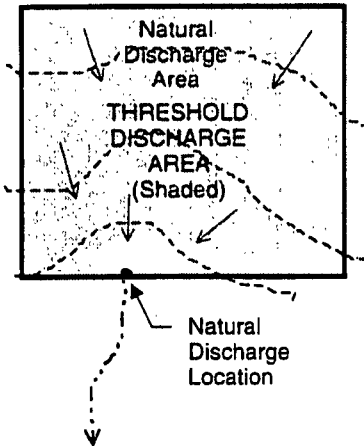 Natural
Discharge
Area
THRESHOLD
DISCHARGE
AREA
(Shaded)
Natural
Discharge
Location